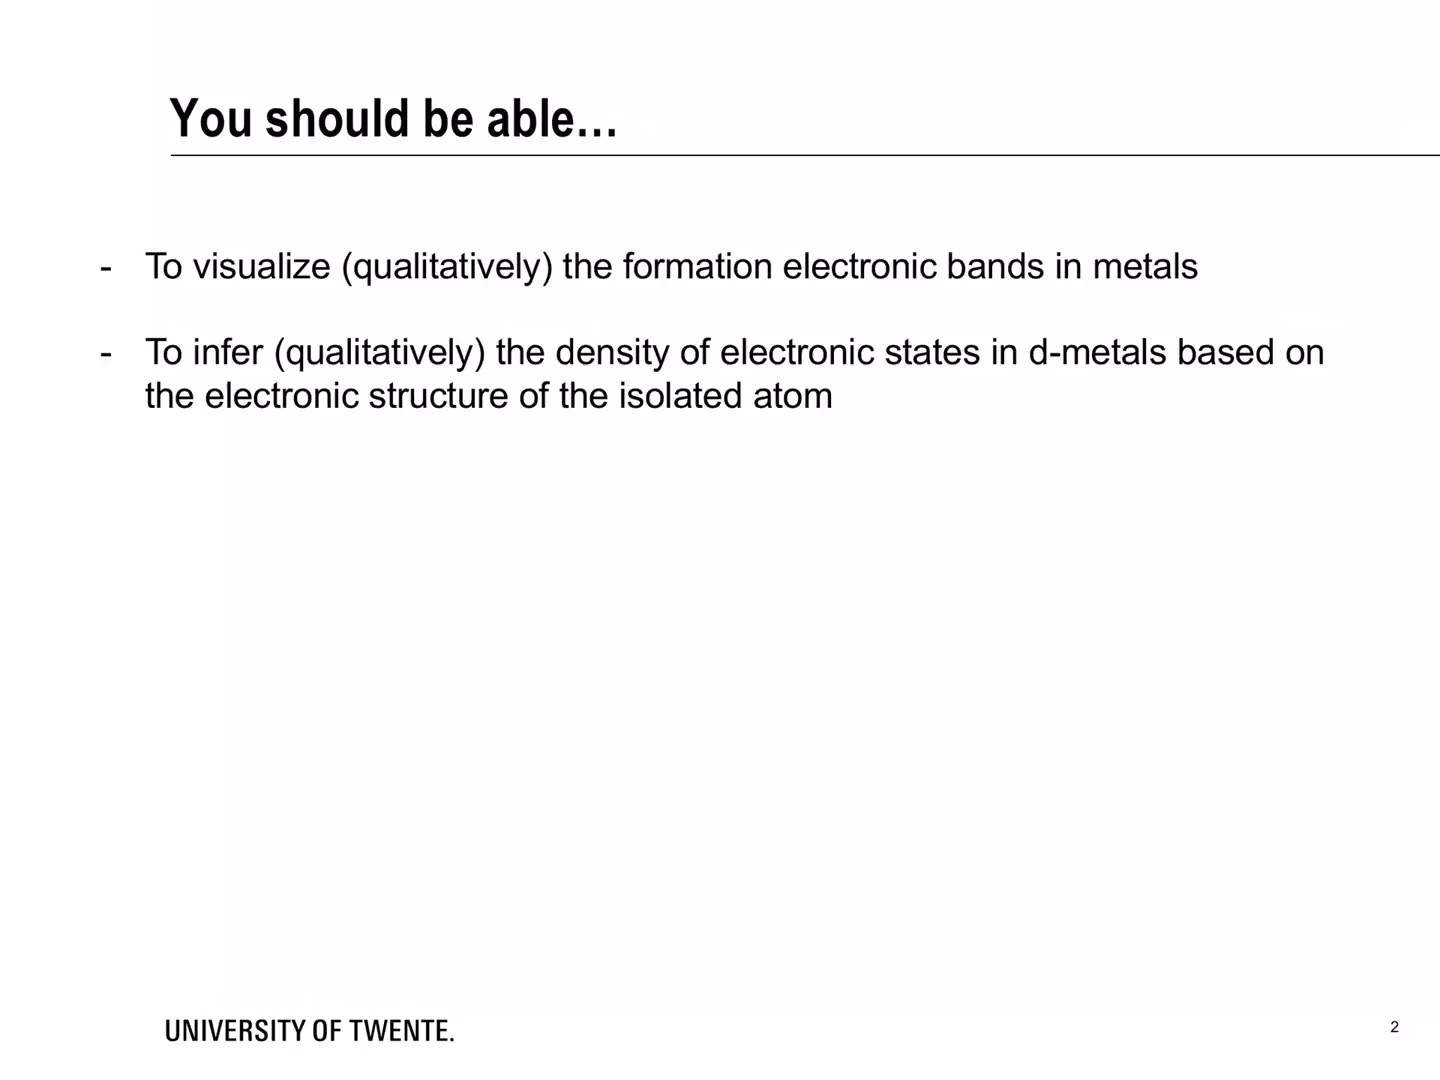 You should be able...
- To visualize (qualitatively) the formation electronic bands in metals
- To infer (qualitatively) the density of electronic states in d-metals based on
the electronic structure of the isolated atom
UNIVERSITY OF TWENTE.
2